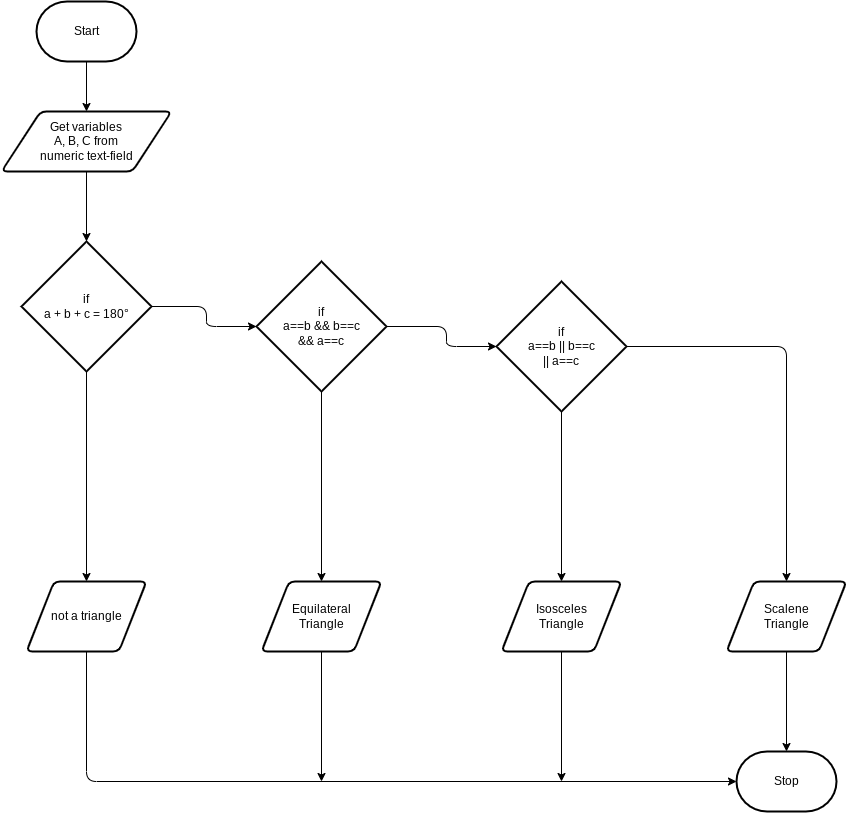 Start
Get variables
A, B, C from
numeric text-field
if
a + b + c = 180°
if
a==b && b==c
&& a==c
if
a==b || b==c
|| a==c
not a triangle
Equilateral
Triangle
Isosceles
Triangle
Scalene
Triangle
Stop